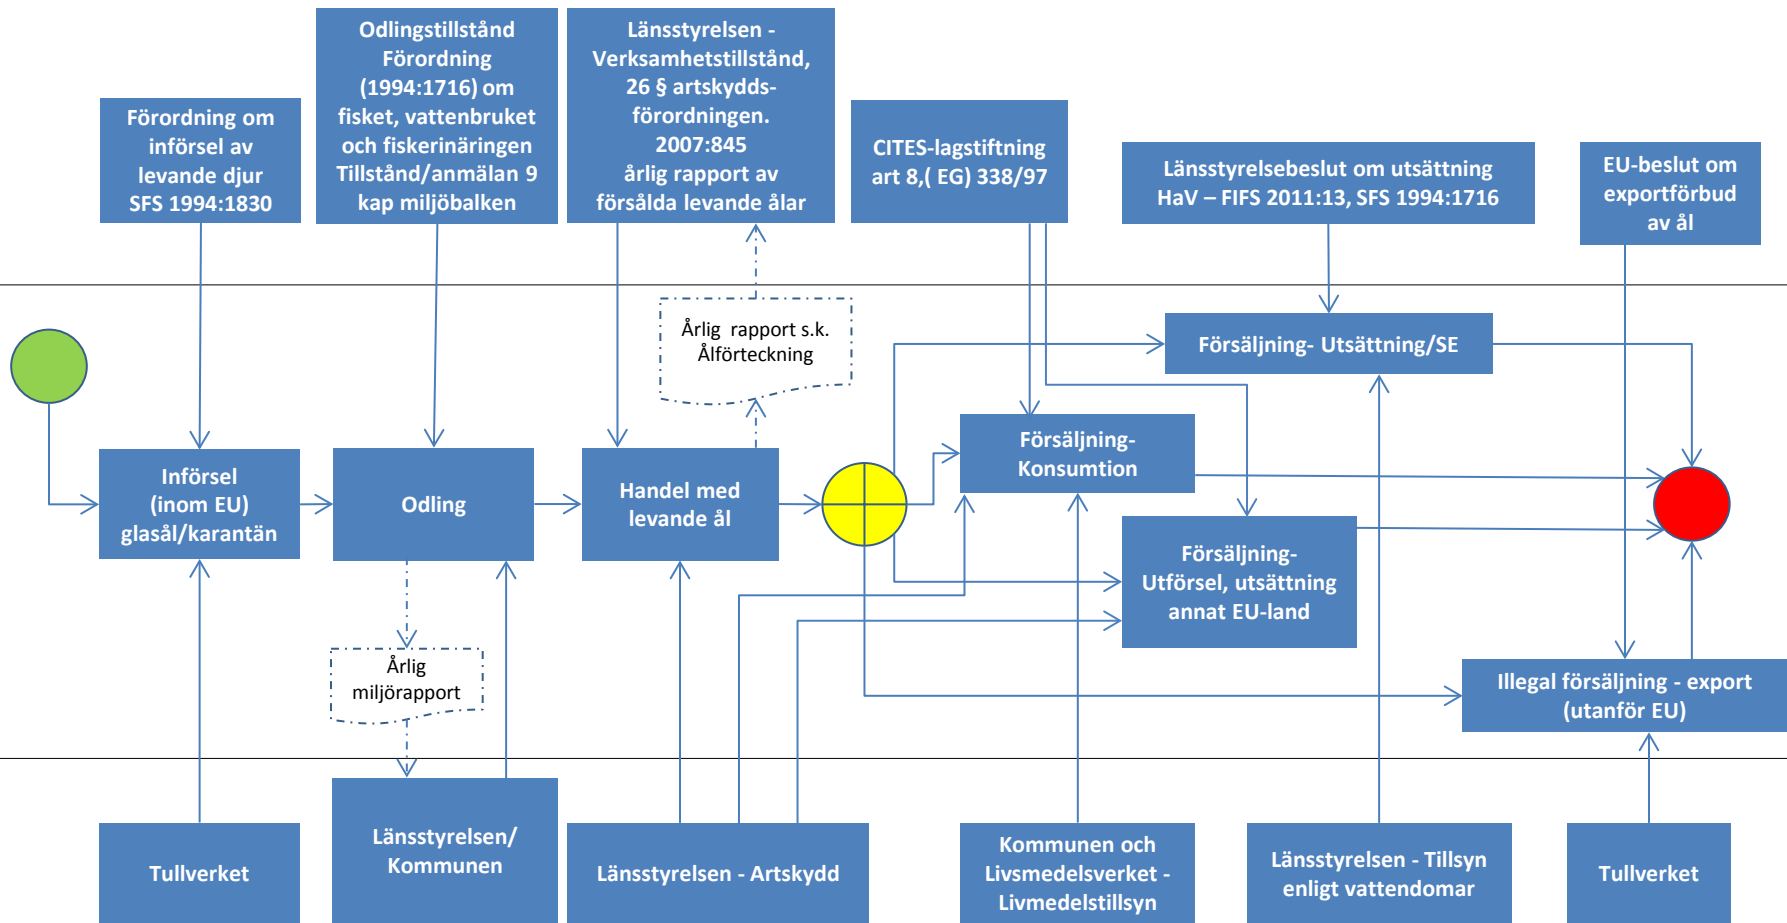 Förordning om
införsel av
levande djur
SFS 1994:1830
Odlingstillstånd
Förordning
(1994:1716) om
fisket, vattenbruket
och fiskerinäringen
Tillstånd/anmälan 9
kap miljöbalken
Länsstyrelsen -
Verksamhetstillstånd,
26 § artskydds-
förordningen.
2007:845
årlig rapport av
försålda levande ålar
CITES-lagstiftning
art 8,( EG) 338/97
Länsstyrelsebeslut om utsättning
HaV – FIFS 2011:13, SFS 1994:1716
EU-beslut om
exportförbud
av ål
Årlig rapport s.k.
Ålförteckning
Försäljning- Utsättning/SE
Införsel
(inom EU)
glasål/karantän
Odling
Handel med
levande ål
Försäljning-
Konsumtion
Försäljning-
Utförsel, utsättning
annat EU-land
Årlig
miljörapport
Illegal försäljning - export
(utanför EU)
Tullverket
Länsstyrelsen/
Kommunen
Länsstyrelsen - Artskydd
Kommunen och
Livsmedelsverket -
Livmedelstillsyn
Länsstyrelsen - Tillsyn
enligt vattendomar
Tullverket